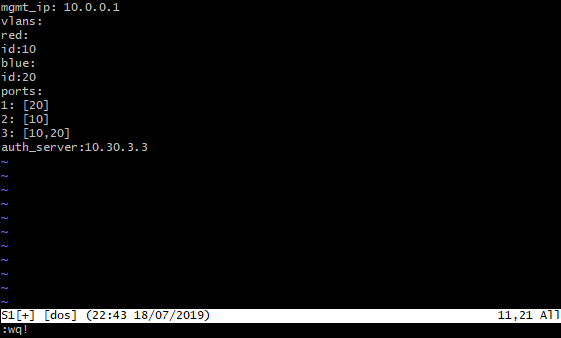 mgmt_ip: 10.0.0.1
vlans:
red:
id:10
blue:
id:20
ports:
1: [20]
2: [10]
3: [10,20]
auth_server:10.30.3.3
~
~
~
~
~
~
~
~
~
~
~
S1[+] [dos] (22:43 18/07/2019) 11,21 All
:wq!